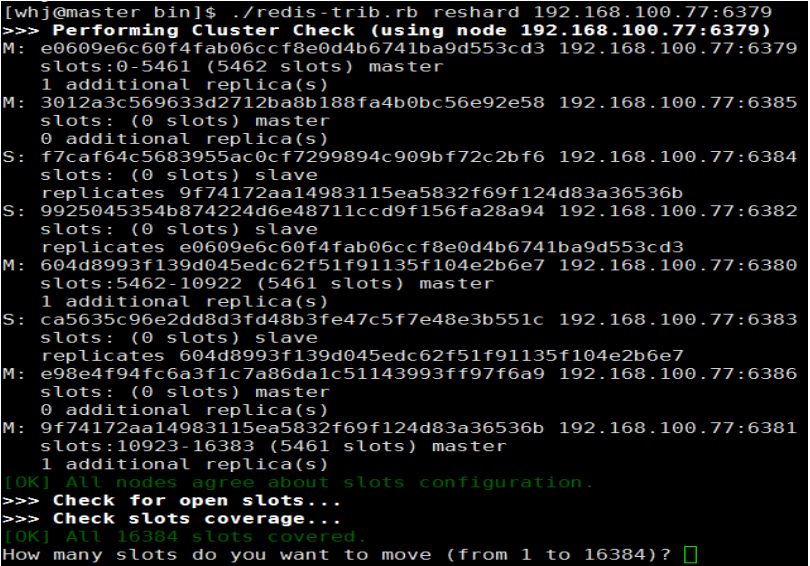 [whj@master bin]$ ./redis-trib.rb reshard 192.168.100.77:6379
>>> Performing Cluster Check (using node 192.168.100.77:6379)
M: e0609e6c60f4fab06ccf8e0d4b6741ba9d553cd3 192.168.100.77:6379
   slots:0-5461 (5462 slots) master
   1 additional replica(s)
M: 3012a3c569633d2712ba8b188fa4b0bc56e92e58 192.168.100.77:6385
   slots: (0 slots) master
   0 additional replica(s)
S: f7caf64c5683955ac0cf7299894c909bf72c2bf6 192.168.100.77:6384
   slots: (0 slots) slave
   replicates 9f74172aa14983115ea5832f69f124d83a36536b
S: 9925045354b874224d6e48711ccd9f156fa28a94 192.168.100.77:6382
   slots: (0 slots) slave
   replicates e0609e6c60f4fab06ccf8e0d4b6741ba9d553cd3
M: 604d8993f139d045edc62f51f91135f104e2b6e7 192.168.100.77:6380
   slots:5462-10922 (5461 slots) master
   1 additional replica(s)
S: ca5635c96e2dd8d3fd48b3fe47c5f7e48e3b551c 192.168.100.77:6383
   slots: (0 slots) slave
   replicates 604d8993f139d045edc62f51f91135f104e2b6e7
M: e98e4f94fc6a3f1c7a86da1c51143993ff97f6a9 192.168.100.77:6386
   slots: (0 slots) master
   0 additional replica(s)
M: 9f74172aa14983115ea5832f69f124d83a36536b 192.168.100.77:6381
   slots:10923-16383 (5461 slots) master
   1 additional replica(s)
[OK] All nodes agree about slots configuration.
>>> Check for open slots...
>>> Check slots coverage...
[OK] All 16384 slots covered.
How many slots do you want to move (from 1 to 16384)?